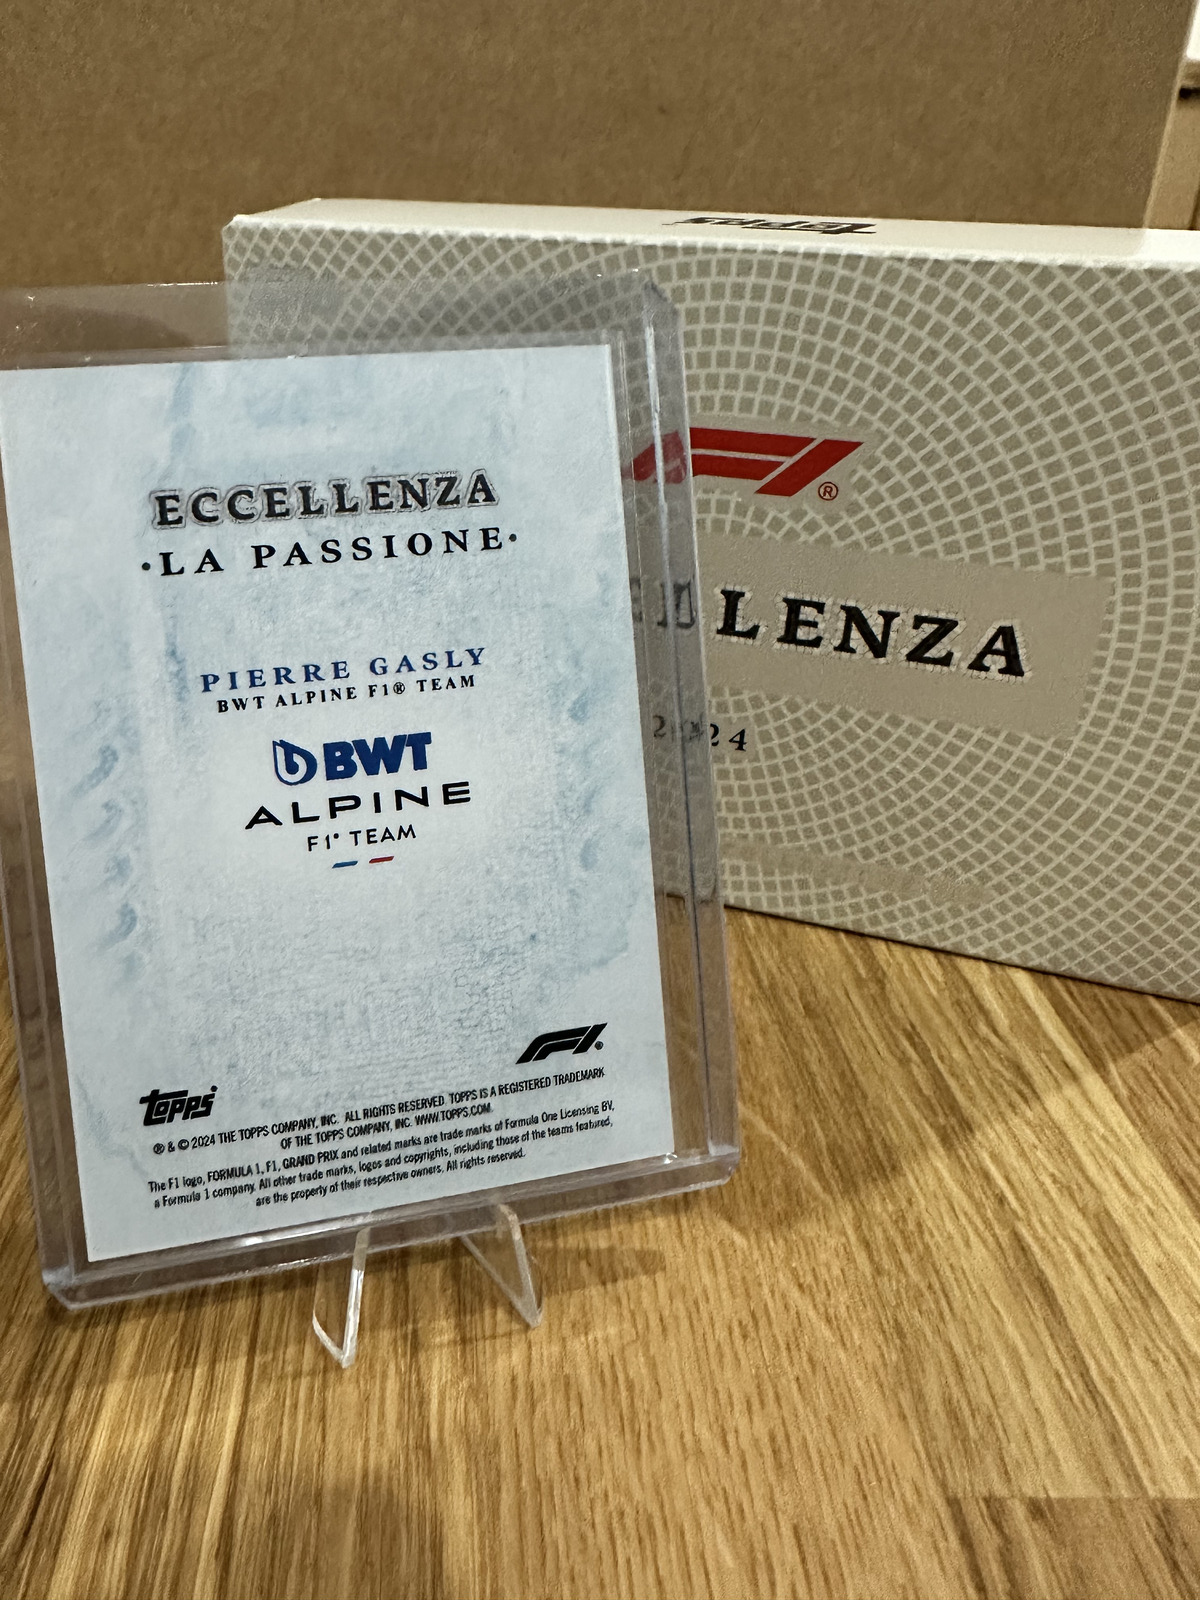 ECCELLENZA
·LA PASSIONE·
PIERRE GASLY
BWT ALPINE F1® TEAM
BWT
ALPINE
F1® TEAM
F1
topps
® & © 2024 THE TOPPS COMPANY, INC. ALL RIGHTS RESERVED. TOPPS IS A REGISTERED TRADEMARK
OF THE TOPPS COMPANY, INC. WWW.TOPPS.COM.
The F1 logo, FORMULA 1, F1, GRAND PRIX and related marks are trade marks of Formula One Licensing BV,
a Formula 1 company. All other trade marks, logos and copyrights, including those of the teams featured,
are the property of their respective owners. All rights reserved.
topps
F1®
LENZA
2024